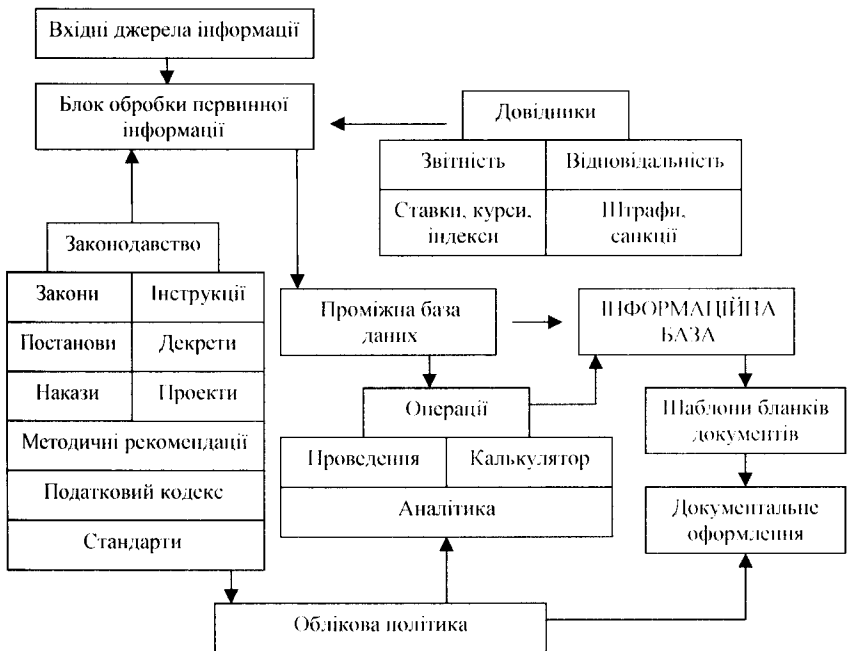 Вхідні джерела інформації
Блок обробки первинної
інформації
Довідники
Звітність
Відповідальність
Ставки, курси,
індекси
Штрафи,
санкції
Законодавство
Закони
Інструкції
Постанови
Декрети
Накази
Проекти
Методичні рекомендації
Податковий кодекс
Стандарти
Проміжна база
даних
ІНФОРМАЦІЙНА
БАЗА
Операції
Проведення
Калькулятор
Аналітика
Шаблони бланків
документів
Документальне
оформлення
Облікова політика